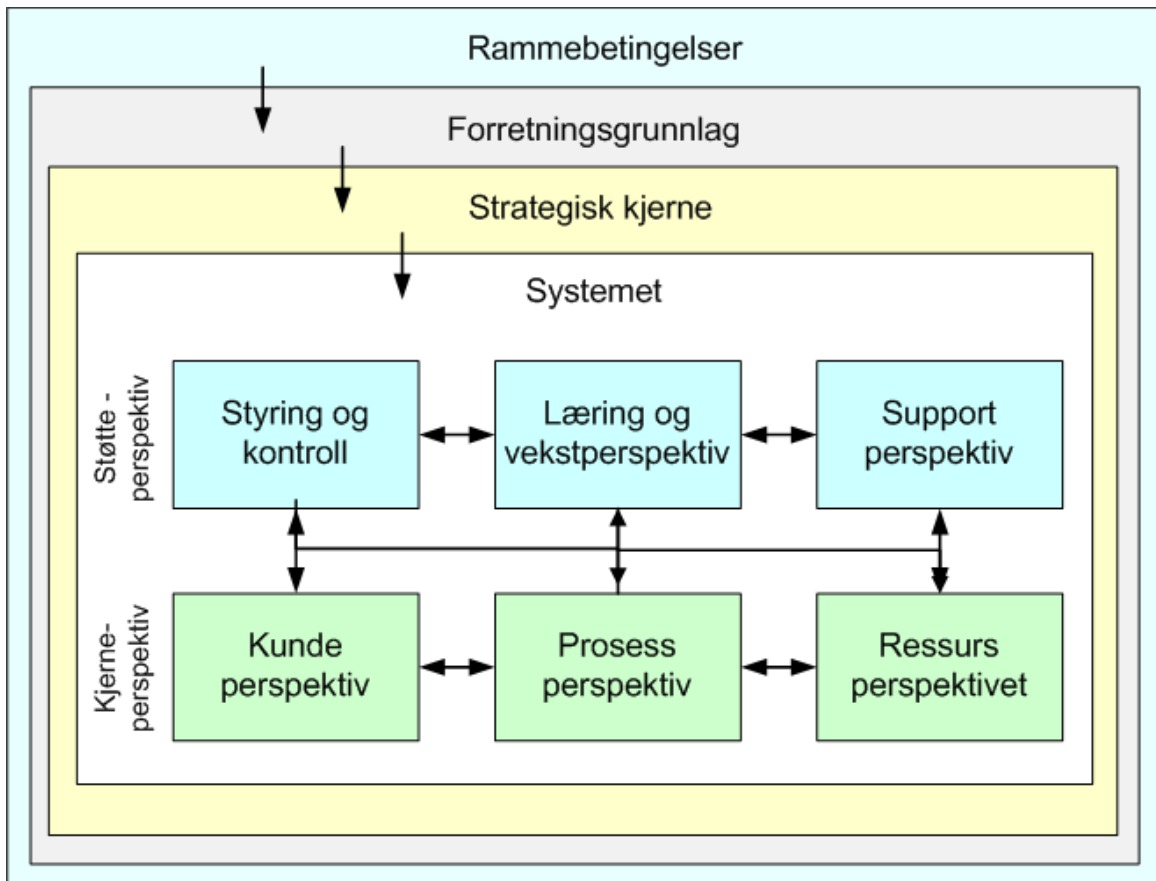 Rammebetingelser
Forretningsgrunnlag
Strategisk kjerne
Systemet
Støtte -
perspektiv
Styring og
kontroll
Læring og
vekstperspektiv
Support
perspektiv
Kjerne-
perspektiv
Kunde
perspektiv
Prosess
perspektiv
Ressurs
perspektivet